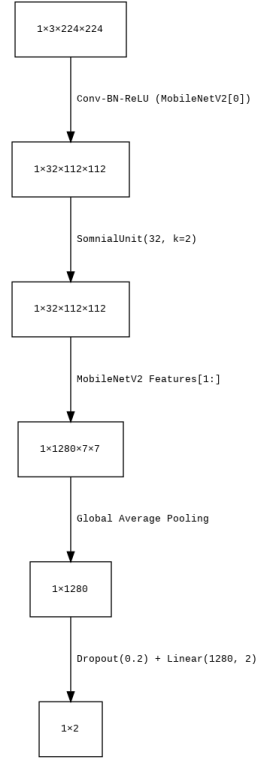 1×3×224×224
Conv-BN-ReLU (MobileNetV2[0])
1×32×112×112
SomnialUnit(32, k=2)
1×32×112×112
MobileNetV2 Features[1:]
1×1280×7×7
Global Average Pooling
1×1280
Dropout(0.2) + Linear(1280, 2)
1×2